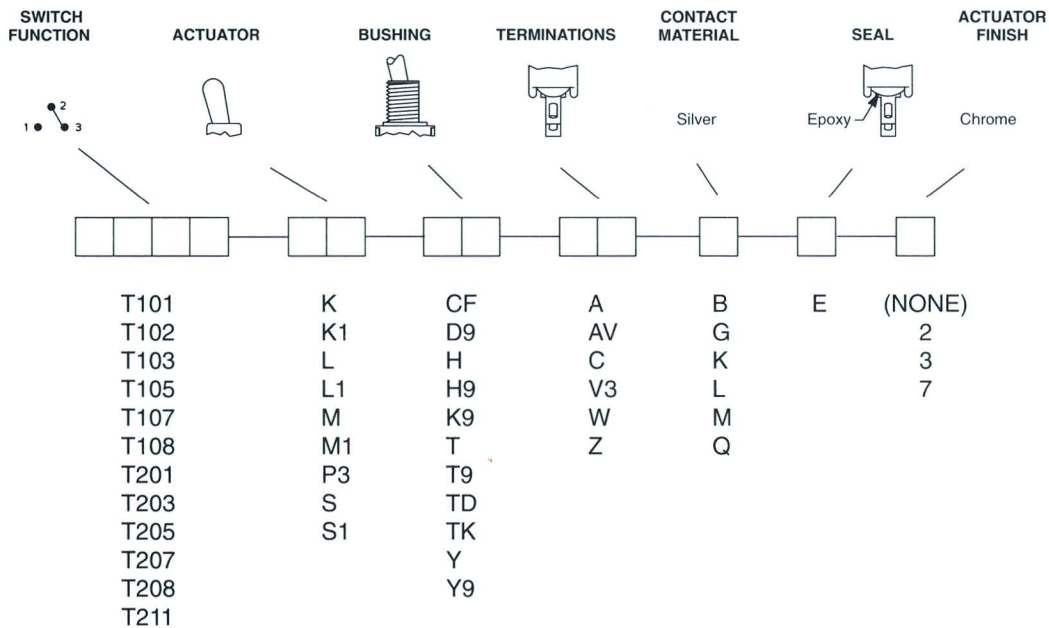 SWITCH FUNCTION
ACTUATOR
BUSHING
TERMINATIONS
CONTACT MATERIAL
SEAL
ACTUATOR FINISH
1 2 3
Silver
Epoxy
Chrome
T101 K CF A B E (NONE)
T102 K1 D9 AV G 2
T103 L H C K 3
T105 L1 H9 V3 L 7
T107 M K9 W M
T108 M1 T Z Q
T201 P3 T9
T203 S TD
T205 S1 TK
T207 Y
T208 Y9
T211